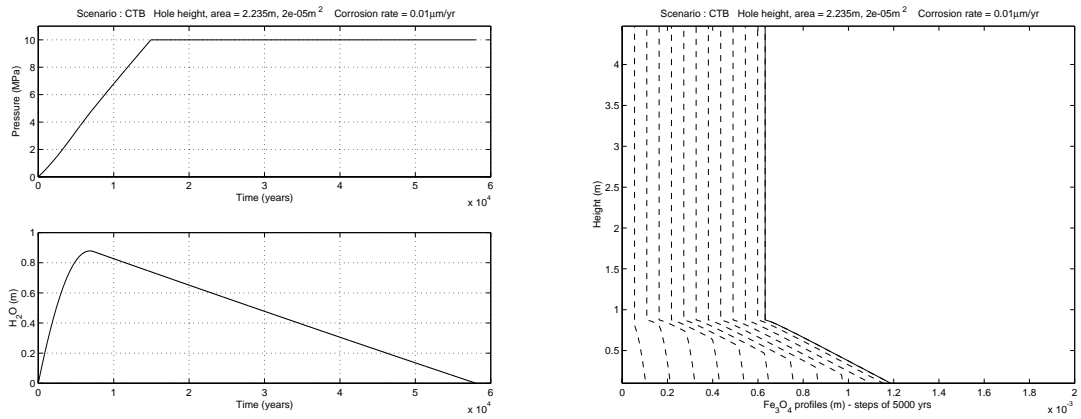 Scenario : CTB Hole height, area = 2.235m, 2e-05m² Corrosion rate = 0.01μm/yr
10
8
6
4
2
0
Pressure (MPa)
0 1 2 3 4 5 6
Time (years)
x 10⁴
1
0.8
0.6
0.4
0.2
0
H₂O (m)
0 1 2 3 4 5 6
Time (years)
x 10⁴
Scenario : CTB Hole height, area = 2.235m, 2e-05m² Corrosion rate = 0.01μm/yr
4
3.5
3
2.5
2
1.5
1
0.5
Height (m)
0 0.2 0.4 0.6 0.8 1 1.2 1.4 1.6 1.8 2
Fe₃O₄ profiles (m) - steps of 5000 yrs
x 10⁻³